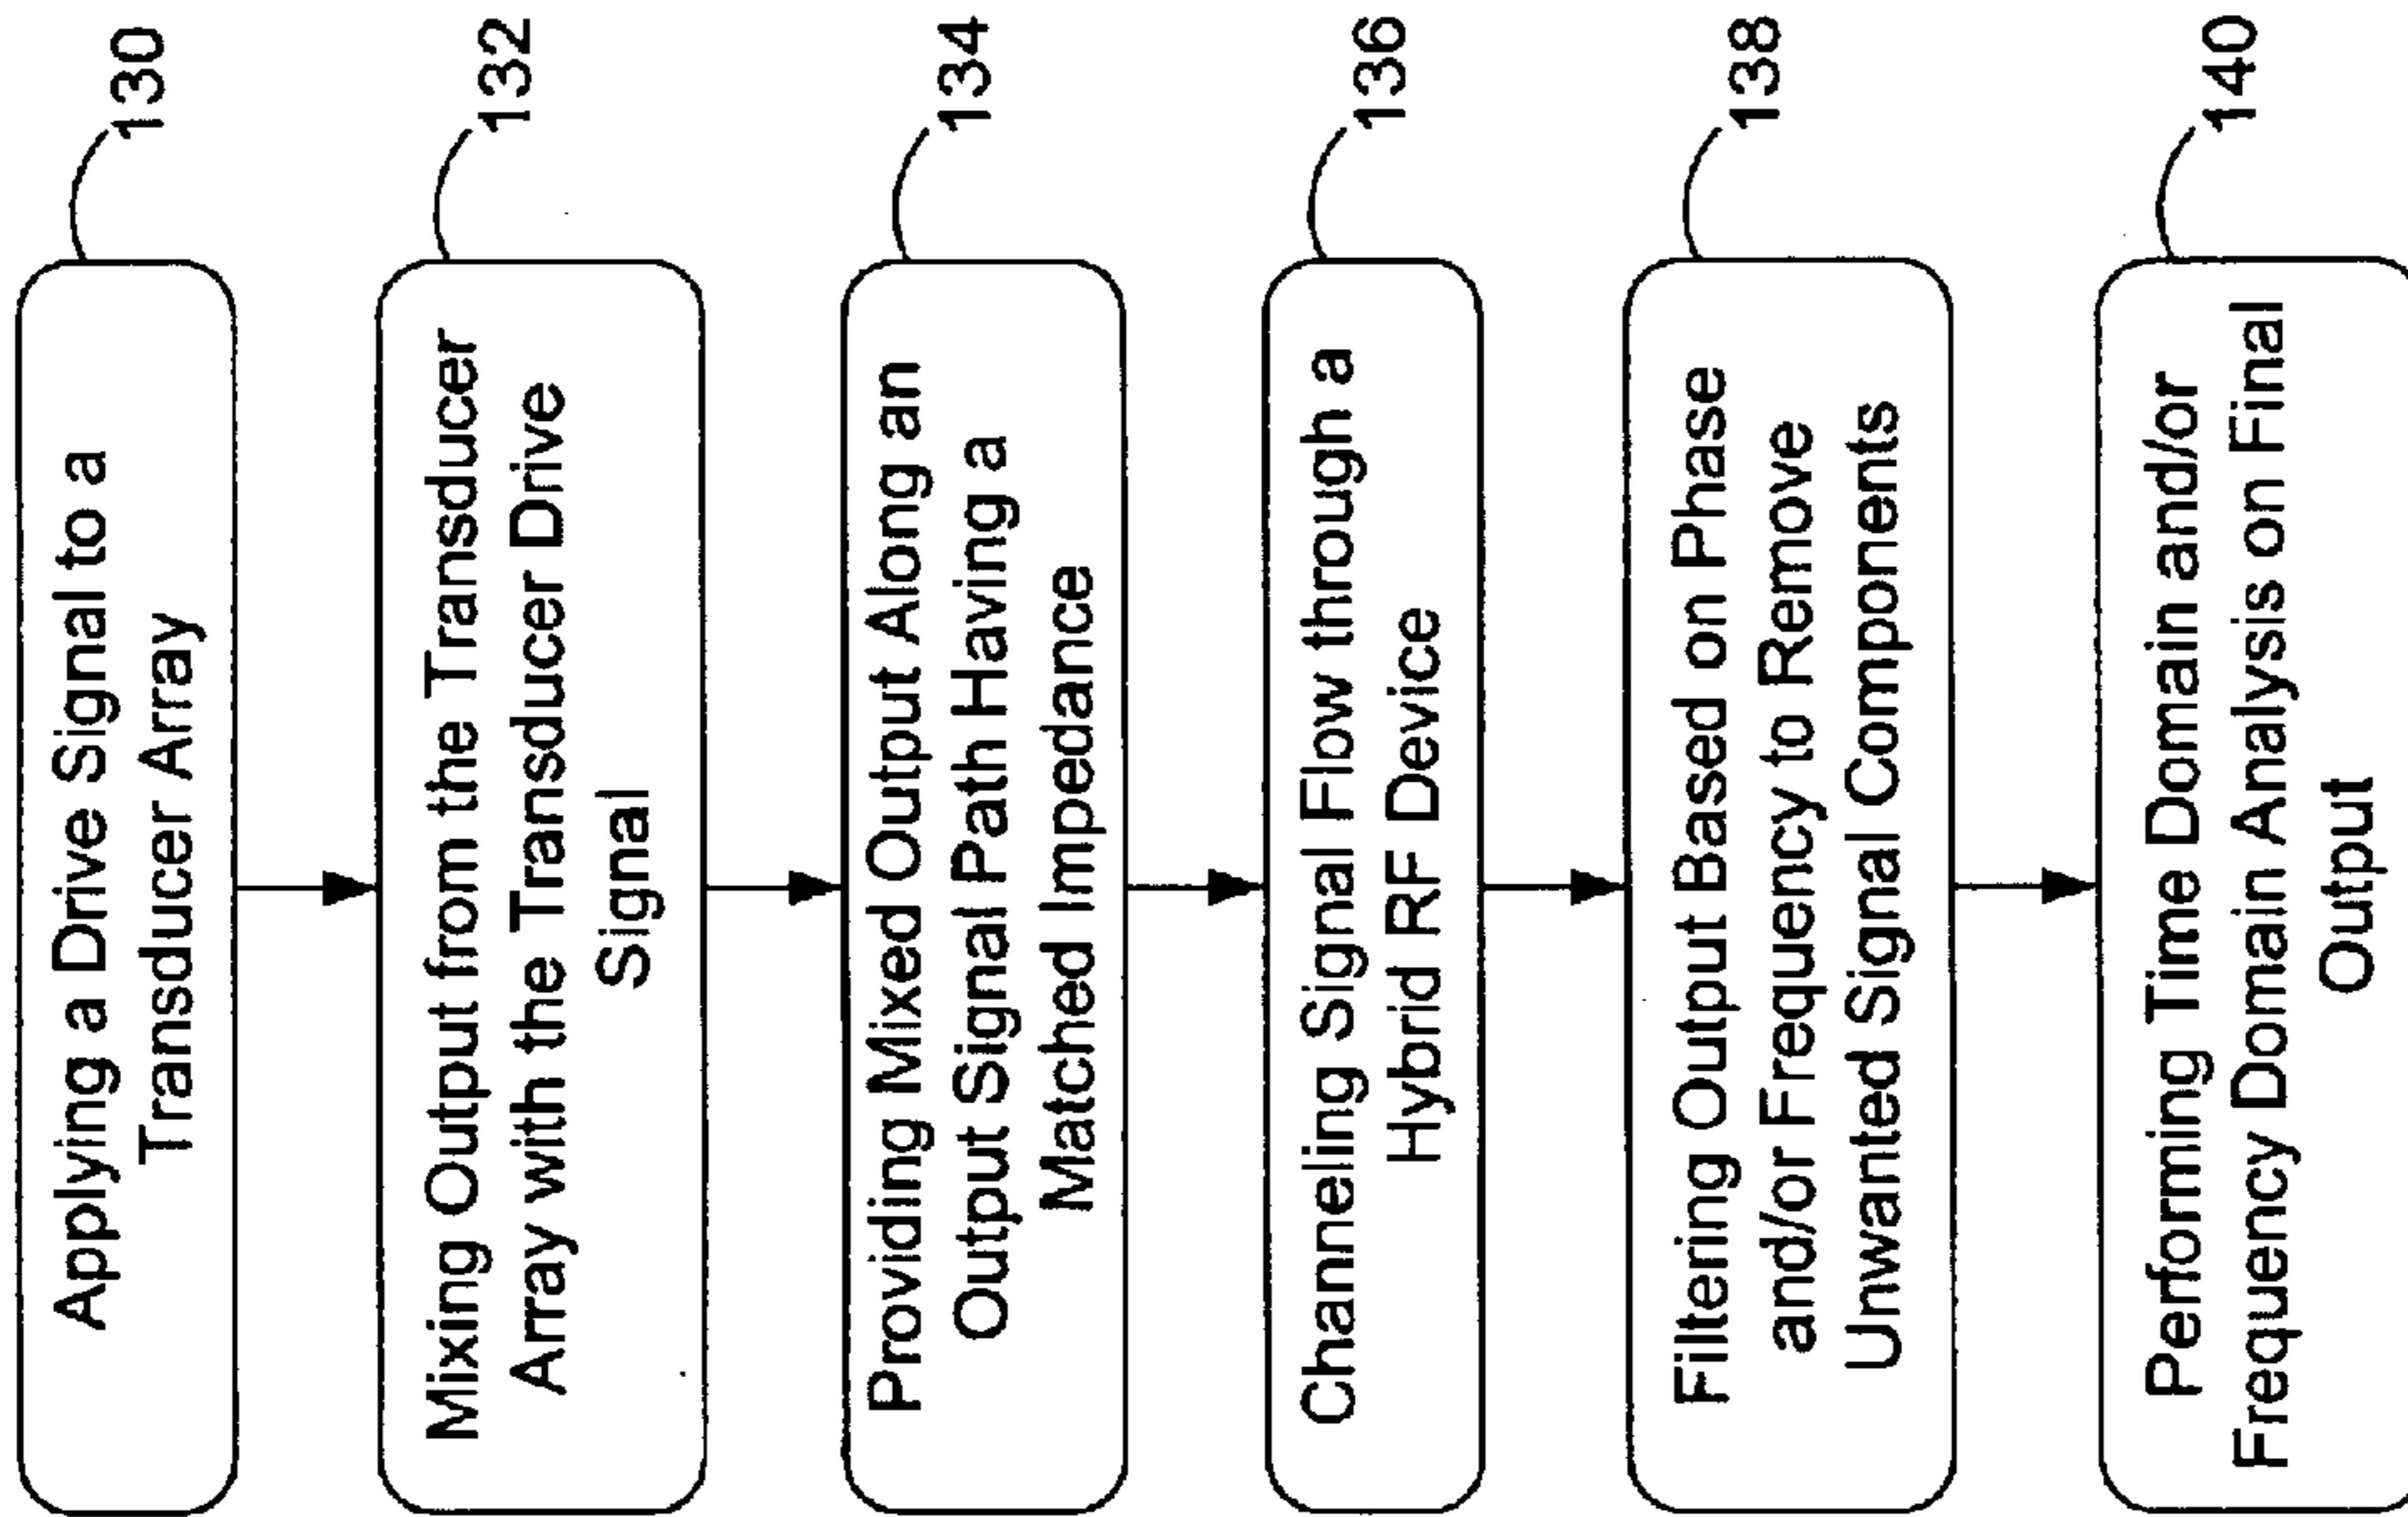 Applying a Drive Signal to a
Transducer Array
130
Mixing Output from the Transducer
Array with the Transducer Drive
Signal
132
Providing Mixed Output Along an
Output Signal Path Having a
Matched Impedance
134
Channeling Signal Flow through a
Hybrid RF Device
136
Filtering Output Based on Phase
and/or Frequency to Remove
Unwanted Signal Components
138
Performing Time Domain and/or
Frequency Domain Analysis on Final
Output
140